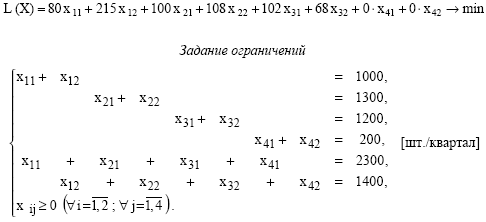 L (X) = 80 x₁₁ + 215 x₁₂ + 100 x₂₁ + 108 x₂₂ + 102 x₃₁ + 68 x₃₂ + 0 · x₄₁ + 0 · x₄₂ → min
Задание ограничений
x₁₁ + x₁₂ = 1000,
x₂₁ + x₂₂ = 1300,
x₃₁ + x₃₂ = 1200,
x₄₁ + x₄₂ = 200, [шт./квартал]
x₁₁ + x₂₁ + x₃₁ + x₄₁ = 2300,
x₁₂ + x₂₂ + x₃₂ + x₄₂ = 1400,
x ᵢⱼ ≥ 0 (∀ i = 1,2 ; ∀ j = 1,4).